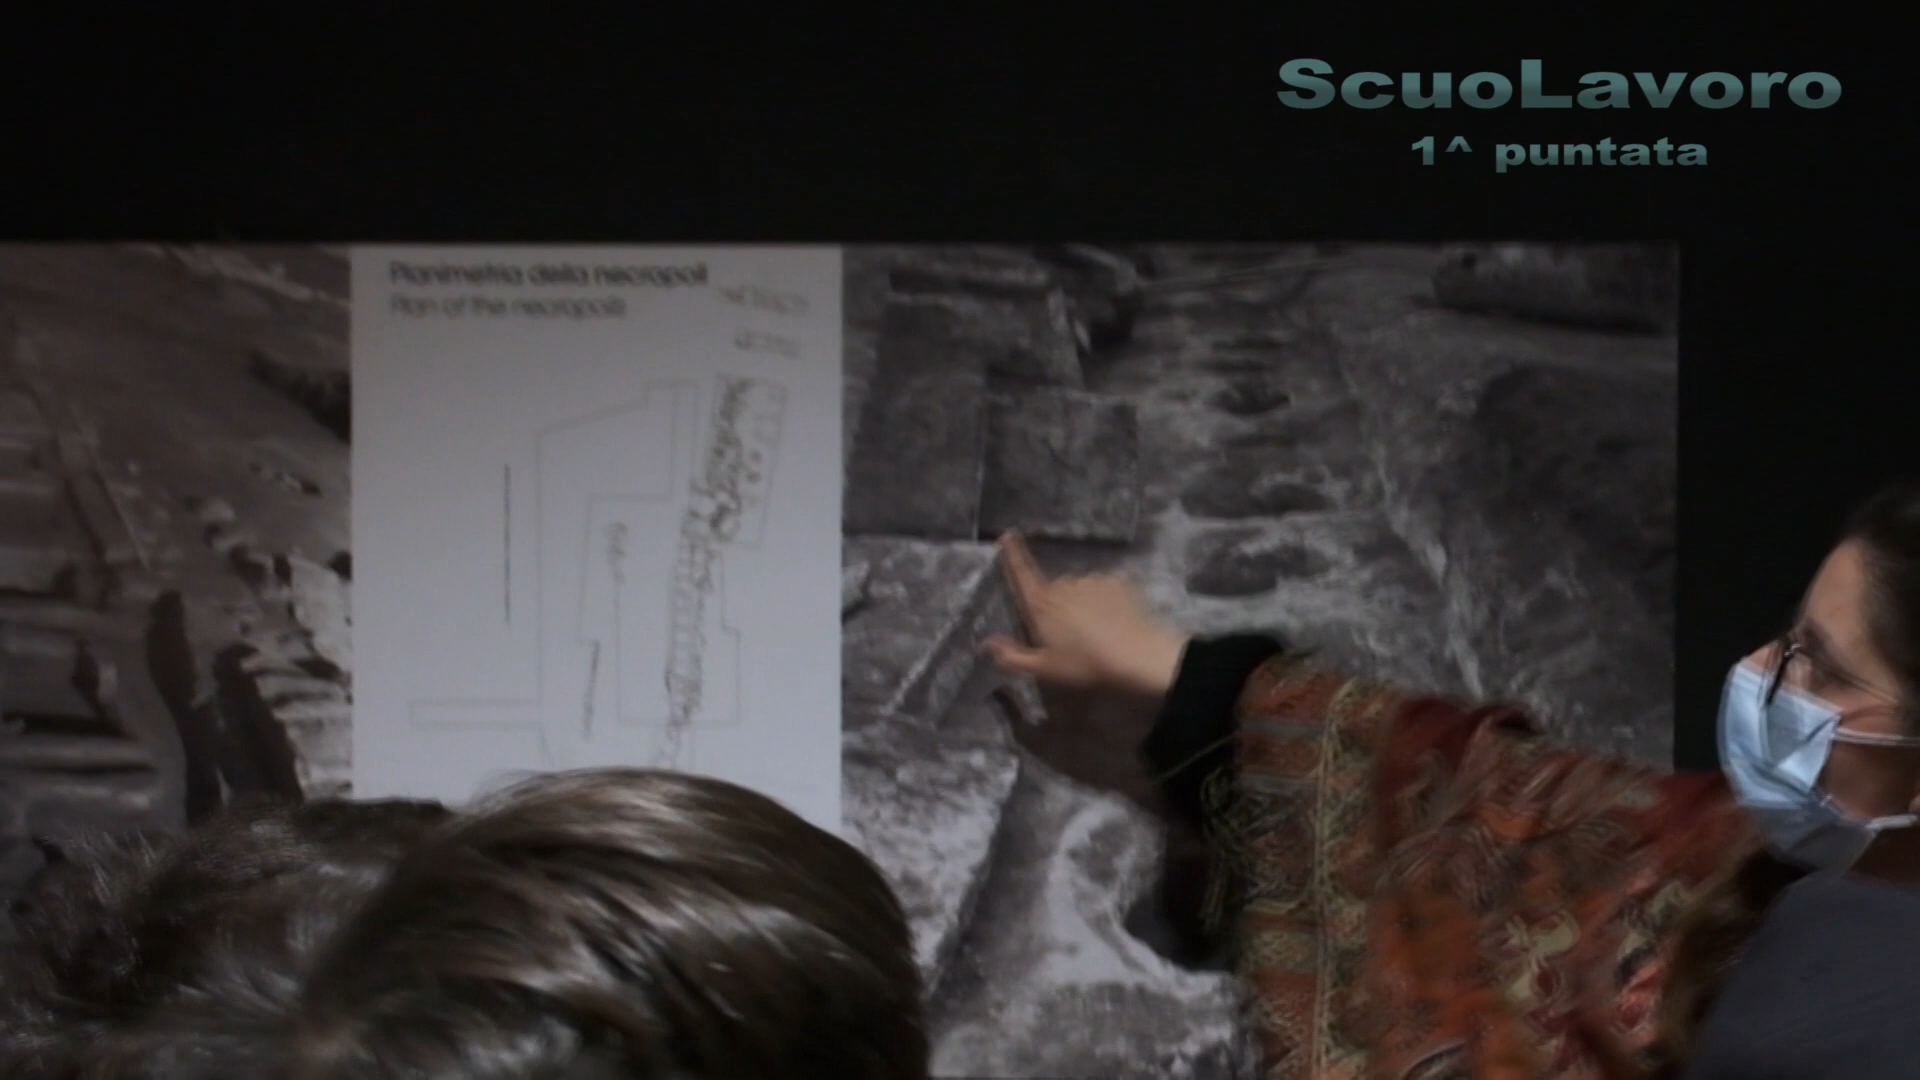 ScuoLavoro
1^ puntata
Planimetria della necropoli
Plan of the necropolis